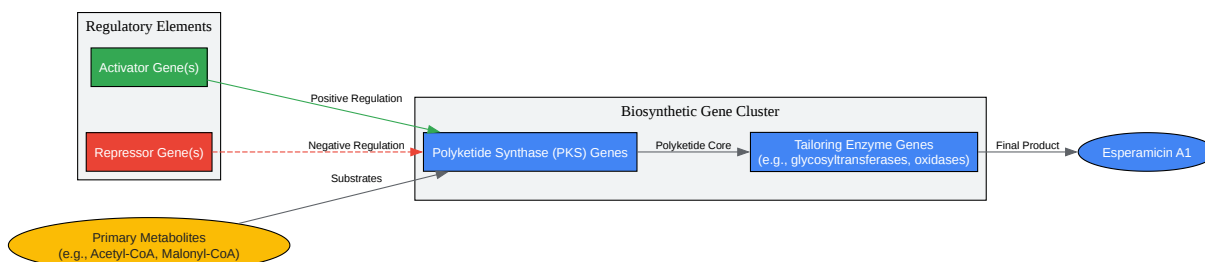 Regulatory Elements
Activator Gene(s)
Positive Regulation
Biosynthetic Gene Cluster
Repressor Gene(s)
Negative Regulation
Polyketide Synthase (PKS) Genes
Polyketide Core
Tailoring Enzyme Genes
(e.g., glycosyltransferases, oxidases)
Final Product
Esperamicin A1
Substrates
Primary Metabolites
(e.g., Acetyl-CoA, Malonyl-CoA)